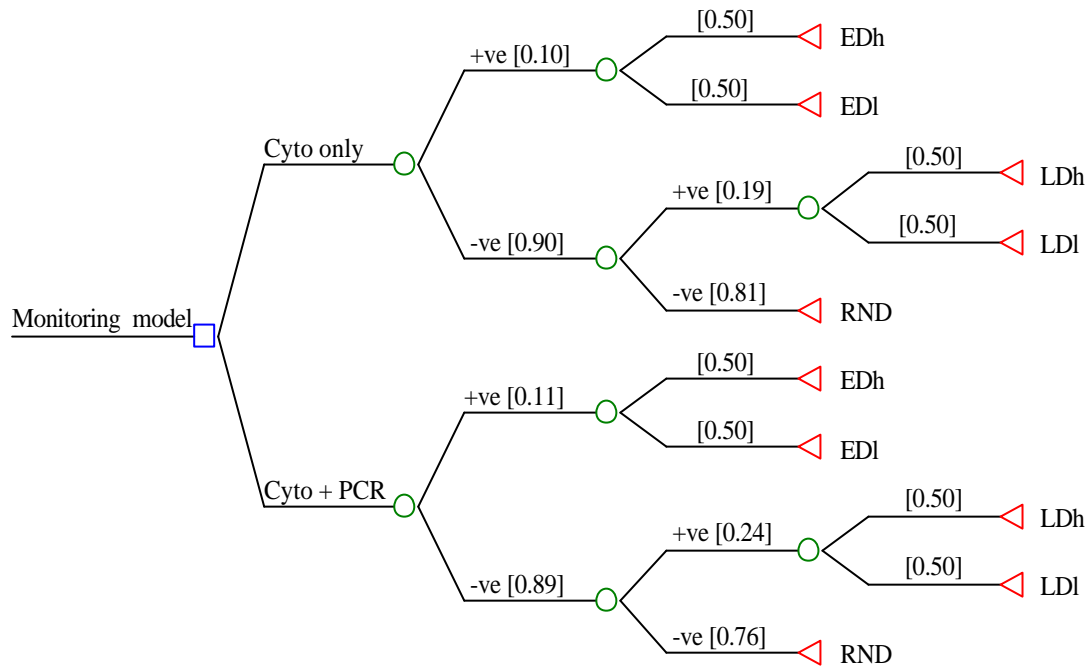 [0.50]
EDh
+ve [0.10]
[0.50]
EDl
Cyto only
[0.50]
LDh
+ve [0.19]
[0.50]
LDl
-ve [0.90]
-ve [0.81]
RND
Monitoring model
[0.50]
EDh
+ve [0.11]
[0.50]
EDl
Cyto + PCR
[0.50]
LDh
+ve [0.24]
[0.50]
LDl
-ve [0.89]
-ve [0.76]
RND